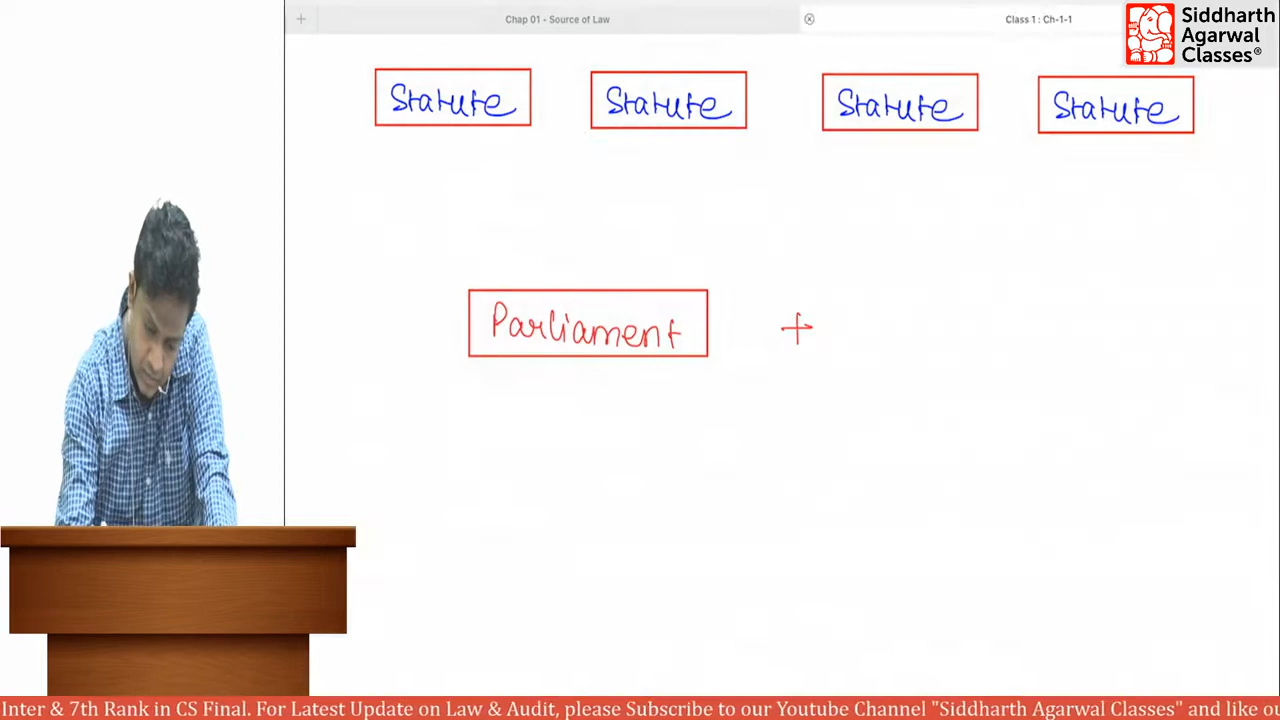 Chap 01 - Source of Law
Class 1 : Ch-1-1
Siddharth
Agarwal
Classes®
Statute Statute Statute Statute
Parliament +
Inter & 7th Rank in CS Final. For Latest Update on Law & Audit, please Subscribe to our Youtube Channel "Siddharth Agarwal Classes" and like ou